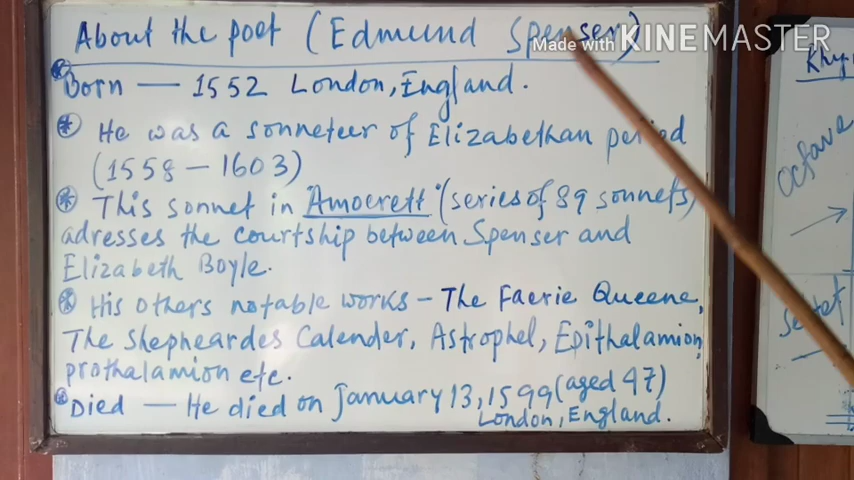 About the poet (Edmund Spenser)
Made with KINEMASTER
Born — 1552 London, England.
He was a sonneteer of Elizabethan period
(1558 – 1603)
This sonnet in "Amorett" (series of 89 sonnets)
adresses the courtship between Spenser and
Elizabeth Boyle.
His others notable works – The Faerie Queene,
The Shepheardes Calender, Astrophel, Epithalamion,
prothalamion etc.
Died — He died on January 13, 1599 (aged 47)
London, England.
Octave